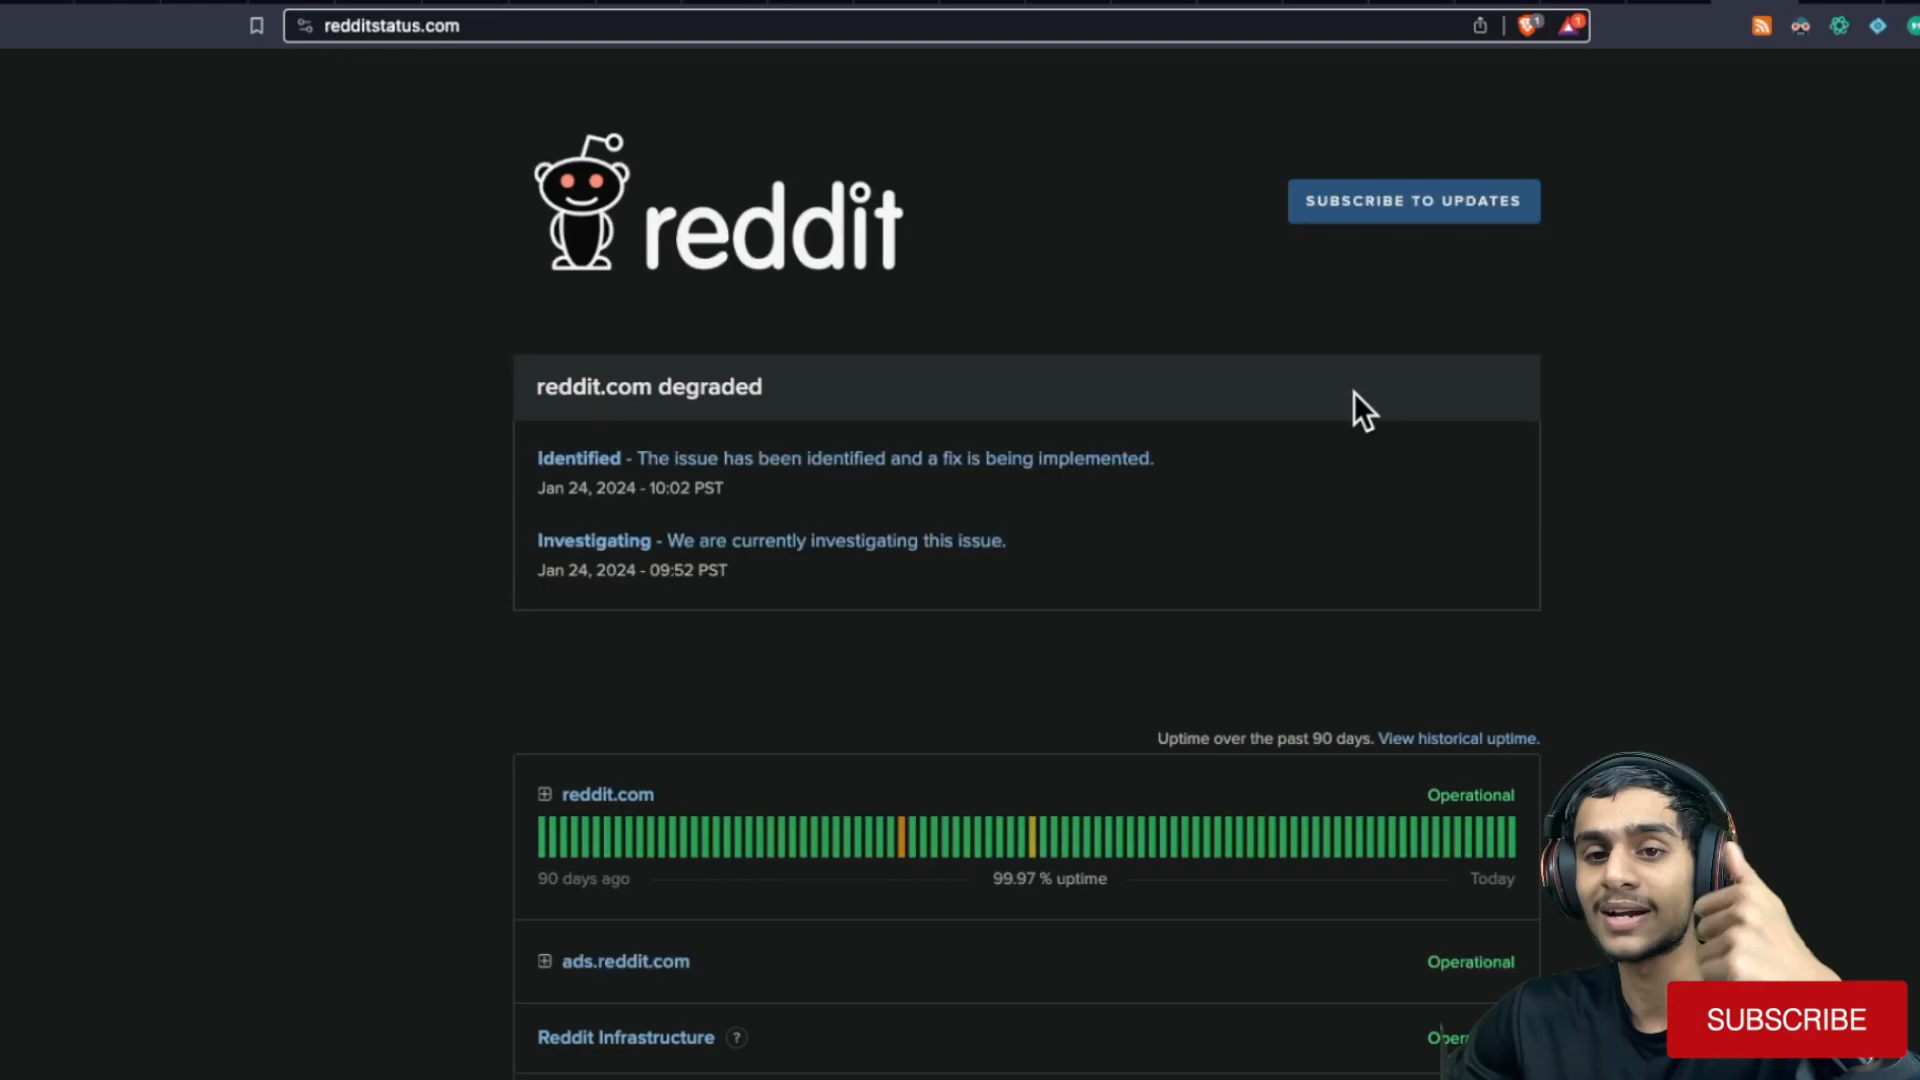 redditstatus.com
1
1
reddit
SUBSCRIBE TO UPDATES
reddit.com degraded
Identified - The issue has been identified and a fix is being implemented.
Jan 24, 2024 - 10:02 PST
Investigating - We are currently investigating this issue.
Jan 24, 2024 - 09:52 PST
Uptime over the past 90 days. View historical uptime.
reddit.com
Operational
90 days ago
99.97 % uptime
Today
ads.reddit.com
Operational
Reddit Infrastructure ?
SUBSCRIBE